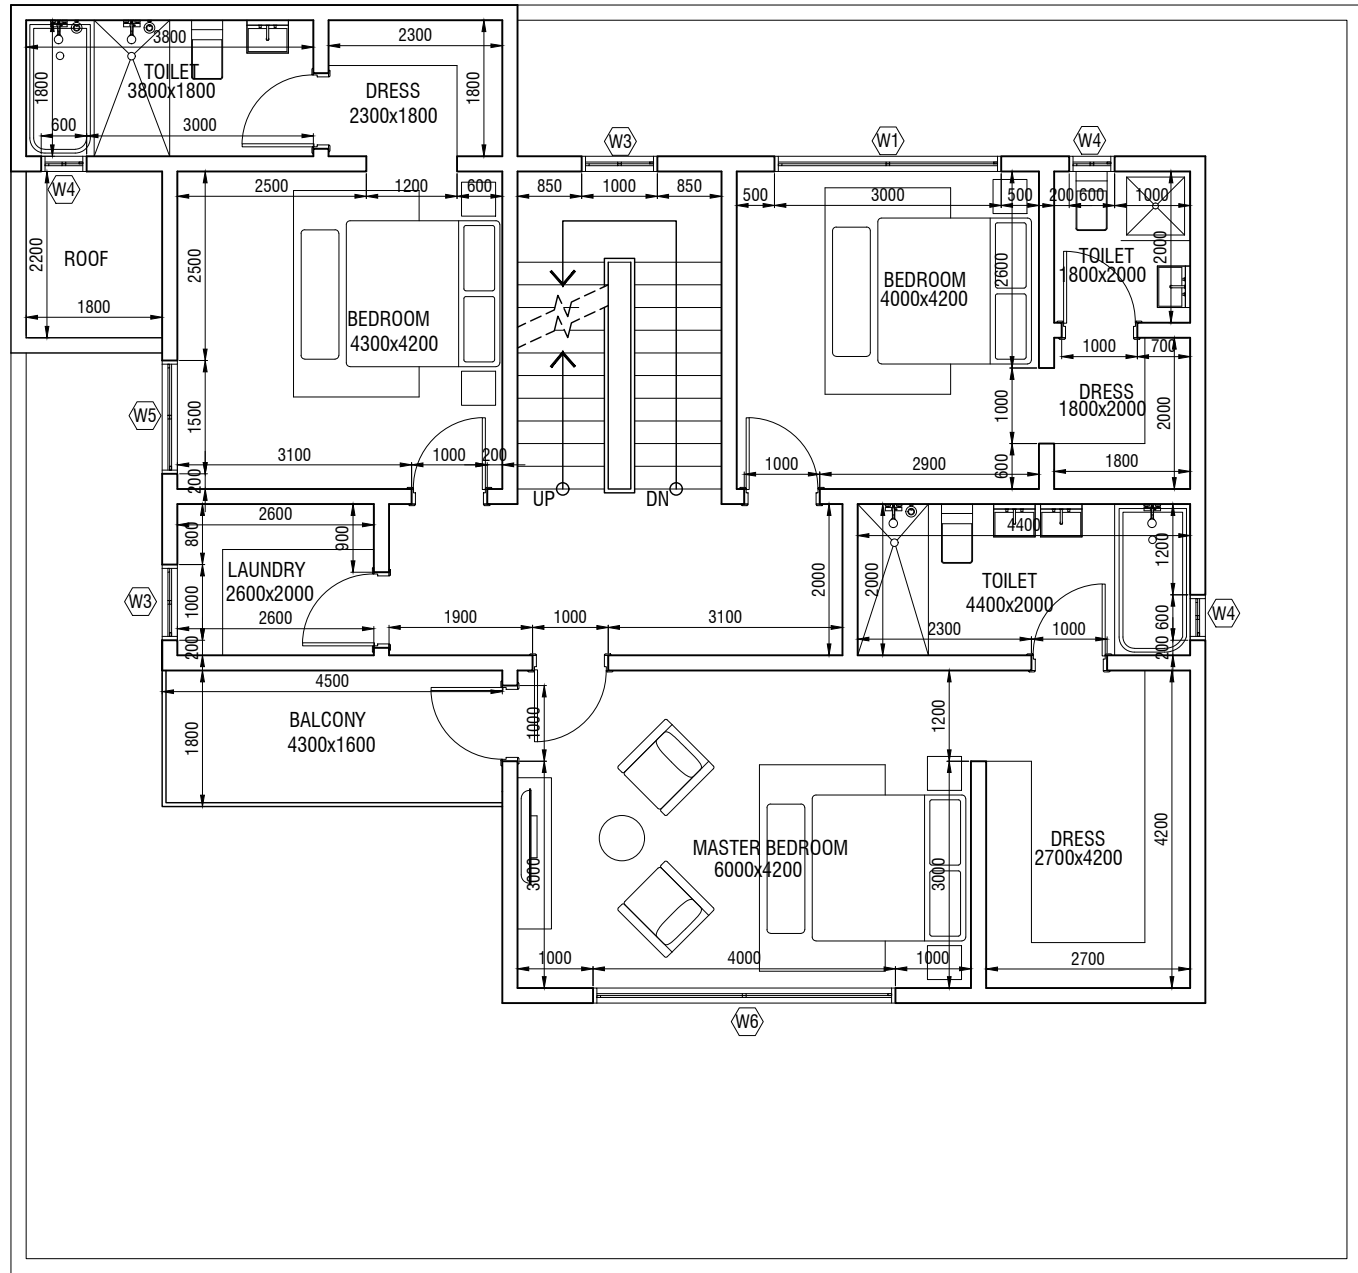 3800
2300
TOILET
3800x1800
1800
DRESS
2300x1800
1800
600
3000
W4
W3
W1
W4
2500
1200
600
850
1000
850
500
3000
500
200
600
1000
2200
ROOF
1800
2500
BEDROOM
4300x4200
BEDROOM
4000x4200
2600
TOILET
1800x2000
2000
1000
700
W5
1500
1000
DRESS
1800x2000
2000
3100
1000
200
200
UP
DN
1000
2900
600
1800
2600
800
900
LAUNDRY
2600x2000
W3
1000
2600
200
1900
1000
3100
2000
4400
2000
TOILET
4400x2000
1200
600
W4
2300
1000
200
4500
1800
BALCONY
4300x1600
1000
1200
MASTER BEDROOM
6000x4200
3000
3000
DRESS
2700x4200
4200
1000
4000
1000
2700
W6